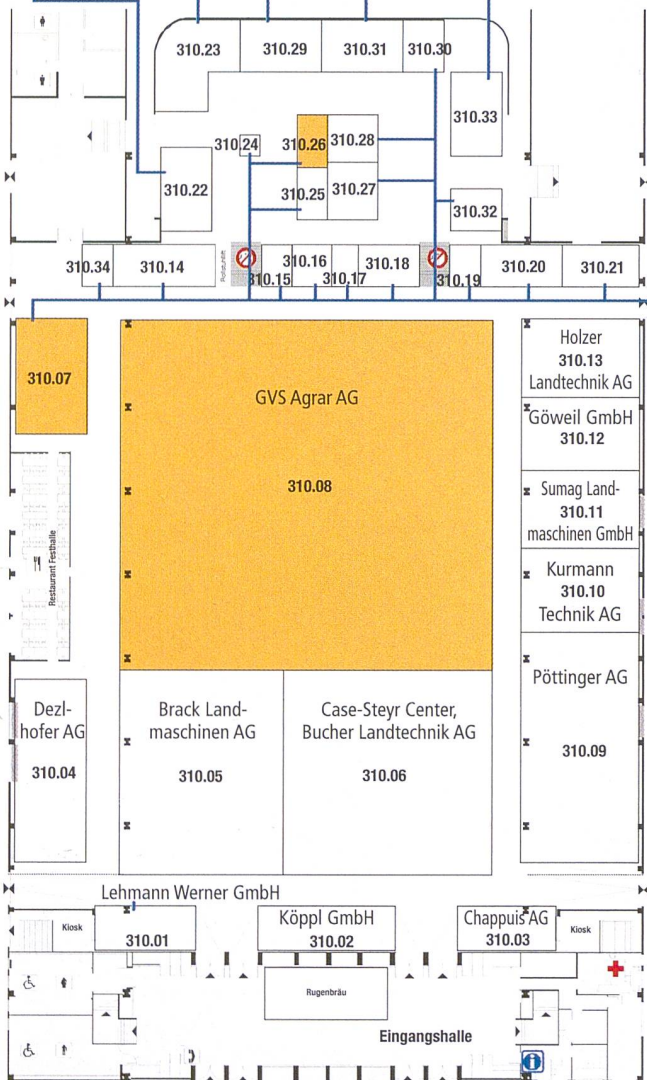 310.23
310.29
310.31
310.30
310.33
310.24
310.26
310.28
310.22
310.25
310.27
310.32
310.34
310.14
310.15
310.16
310.17
310.18
310.19
310.20
310.21
310.07
GVS Agrar AG
310.08
Holzer
310.13
Landtechnik AG
Göweil GmbH
310.12
Sumag Land-
310.11
maschinen GmbH
Kurmann
310.10
Technik AG
Restaurant Festhalle
Dezl-
hofer AG
310.04
Brack Land-
maschinen AG
310.05
Case-Steyr Center,
Bucher Landtechnik AG
310.06
Pöttinger AG
310.09
Lehmann Werner GmbH
Kiosk
310.01
Köppl GmbH
310.02
Chappuis AG
310.03
Kiosk
Rugenbräu
Eingangshalle
i